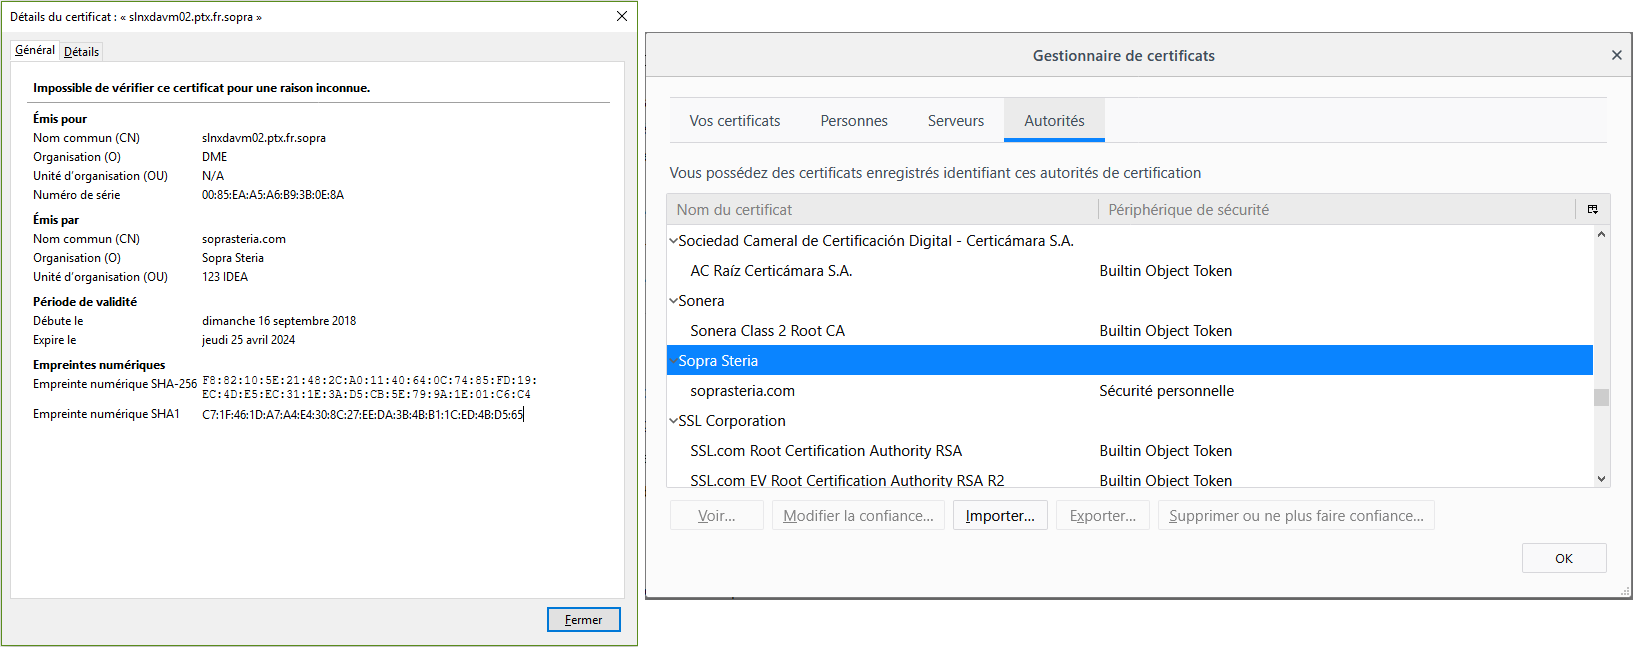 Détails du certificat : « slnxdavm02.ptx.fr.sopra »
Général Détails
Impossible de vérifier ce certificat pour une raison inconnue.
Émis pour
Nom commun (CN) slnxdavm02.ptx.fr.sopra
Organisation (O) DME
Unité d'organisation (OU) N/A
Numéro de série 00:85:EA:A5:A6:B9:3B:0E:8A
Émis par
Nom commun (CN) soprasteria.com
Organisation (O) Sopra Steria
Unité d'organisation (OU) 123 IDEA
Période de validité
Débute le dimanche 16 septembre 2018
Expire le jeudi 25 avril 2024
Empreintes numériques
Empreinte numérique SHA-256 F8:82:10:5E:21:48:2C:A0:11:40:64:0C:74:85:FD:19:
EC:4D:E5:EC:31:1E:3A:D5:CB:5E:79:9A:1E:01:C6:C4
Empreinte numérique SHA1 C7:1F:46:1D:A7:A4:E4:30:8C:27:EE:DA:3B:4B:B1:1C:ED:4B:D5:65
Fermer
Gestionnaire de certificats
Vos certificats Personnes Serveurs Autorités
Vous possédez des certificats enregistrés identifiant ces autorités de certification
Nom du certificat Périphérique de sécurité
Sociedad Cameral de Certificación Digital - Certicámara S.A.
AC Raíz Certicámara S.A. Builtin Object Token
Sonera
Sonera Class 2 Root CA Builtin Object Token
Sopra Steria
soprasteria.com Sécurité personnelle
SSL Corporation
SSL.com Root Certification Authority RSA Builtin Object Token
SSL.com EV Root Certification Authority RSA R2 Builtin Object Token
Voir... Modifier la confiance... Importer... Exporter... Supprimer ou ne plus faire confiance...
OK